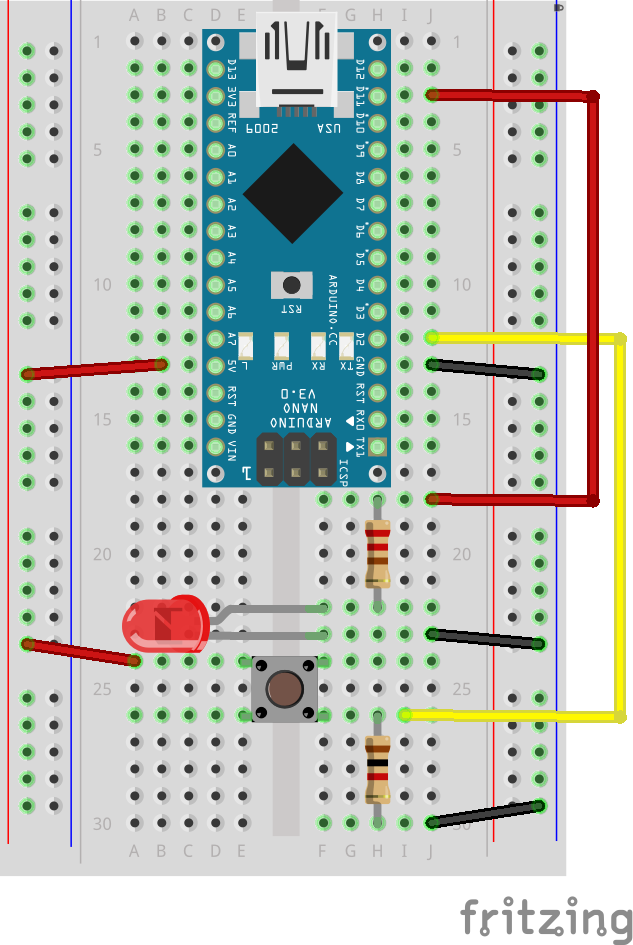 A B C D E F G H I J
1 1
D13 D12
3V3 D11*
REF D10*
2009 USA
5 A0 D9* 5
A1 D8
A2 D7
A3 D6*
A4 D5*
10 A5 D4 10
RST
ARDUINO.CC
A6 D3*
A7 D2
5V L PWR RX TX GND
RST RST
ARDUINO
NANO
V3.0
15 GND RX0 15
VIN TX1
1 ICSP
20 20
25 25
30 30
A B C D E F G H I J
fritzing